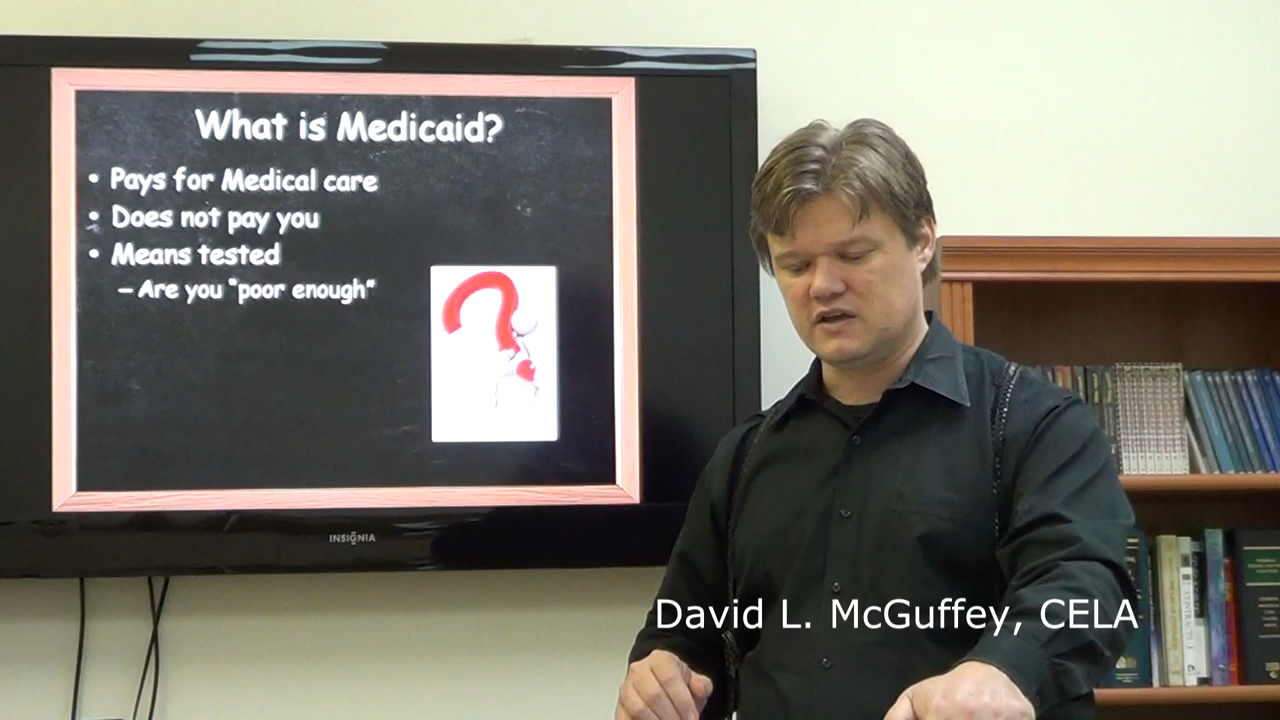 What is Medicaid?
• Pays for Medical care
• Does not pay you
• Means tested
– Are you “poor enough”
INSIGNIA
David L. McGuffey, CELA